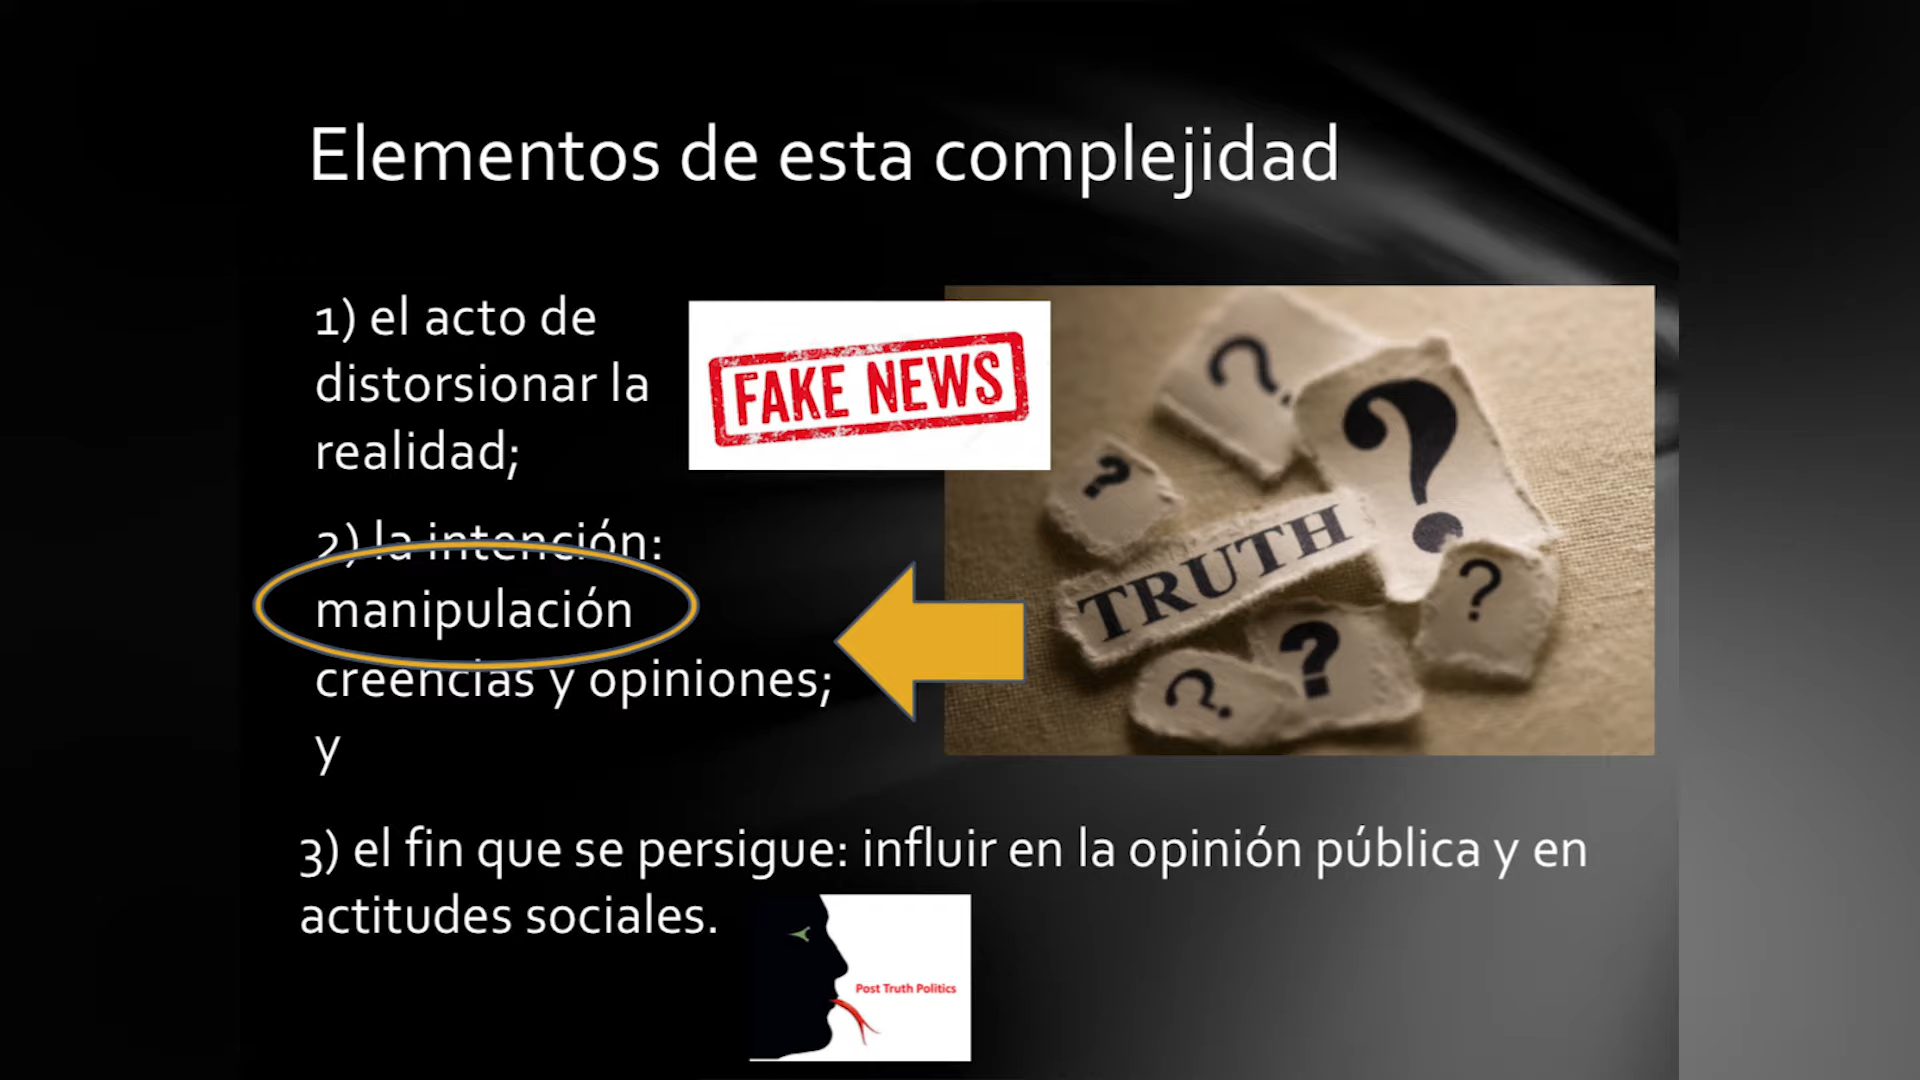 Elementos de esta complejidad
1) el acto de
distorsionar la
realidad;
FAKE NEWS
2) la intención:
manipulación
creencias y opiniones;
y
?
?
?
?
TRUTH
?
?
3) el fin que se persigue: influir en la opinión pública y en
actitudes sociales.
Post Truth Politics